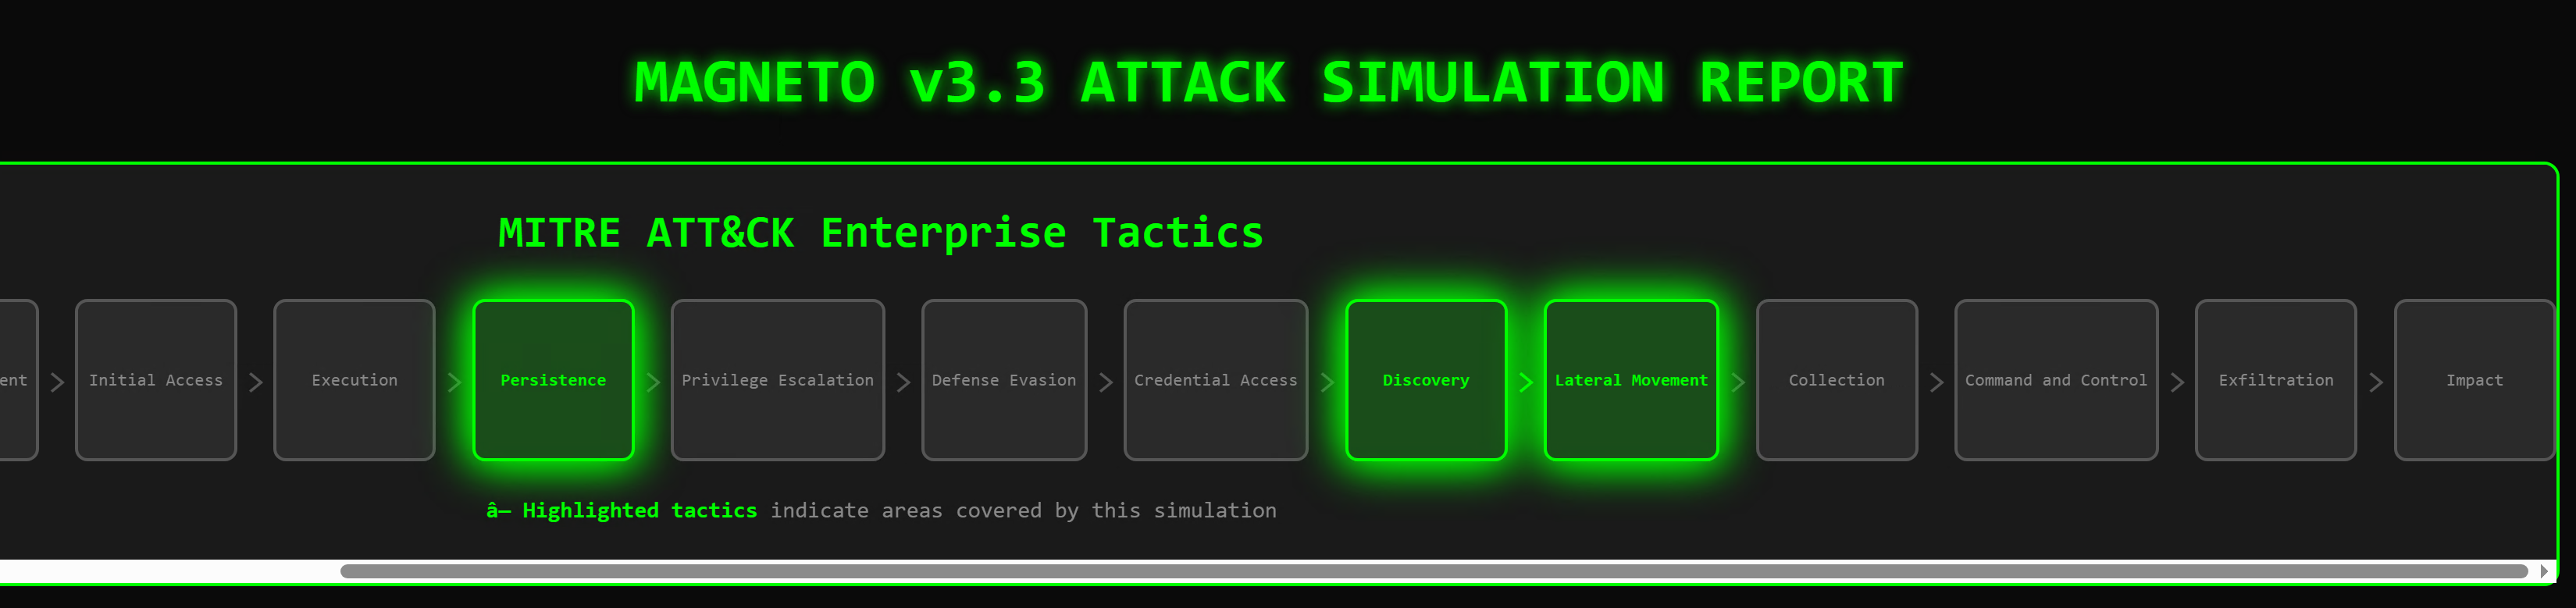 MAGNETO v3.3 ATTACK SIMULATION REPORT
MITRE ATT&CK Enterprise Tactics
ent > Initial Access > Execution > Persistence > Privilege Escalation > Defense Evasion > Credential Access > Discovery > Lateral Movement > Collection > Command and Control > Exfiltration > Impact
â— Highlighted tactics indicate areas covered by this simulation